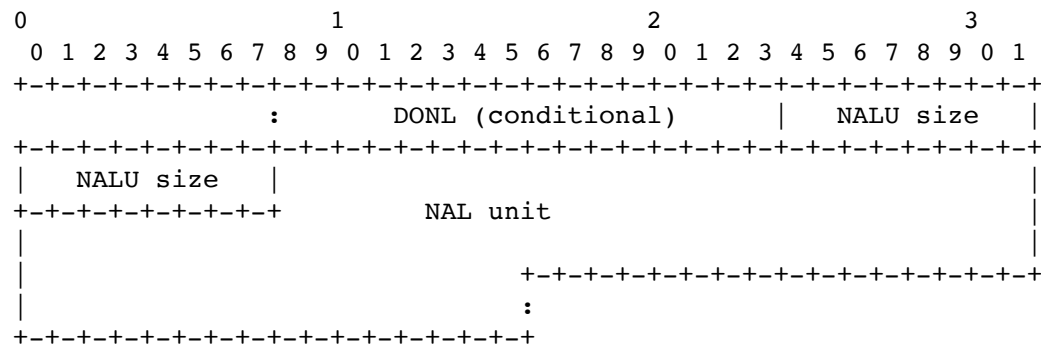 0                   1                   2                   3
 0 1 2 3 4 5 6 7 8 9 0 1 2 3 4 5 6 7 8 9 0 1 2 3 4 5 6 7 8 9 0 1
+-+-+-+-+-+-+-+-+-+-+-+-+-+-+-+-+-+-+-+-+-+-+-+-+-+-+-+-+-+-+-+-+
                :       DONL (conditional)      |   NALU size   |
+-+-+-+-+-+-+-+-+-+-+-+-+-+-+-+-+-+-+-+-+-+-+-+-+-+-+-+-+-+-+-+-+
|   NALU size   |                                               |
+-+-+-+-+-+-+-+-+         NAL unit                              |
|                                                               |
|                               +-+-+-+-+-+-+-+-+-+-+-+-+-+-+-+-+
|                               :
+-+-+-+-+-+-+-+-+-+-+-+-+-+-+-+-+